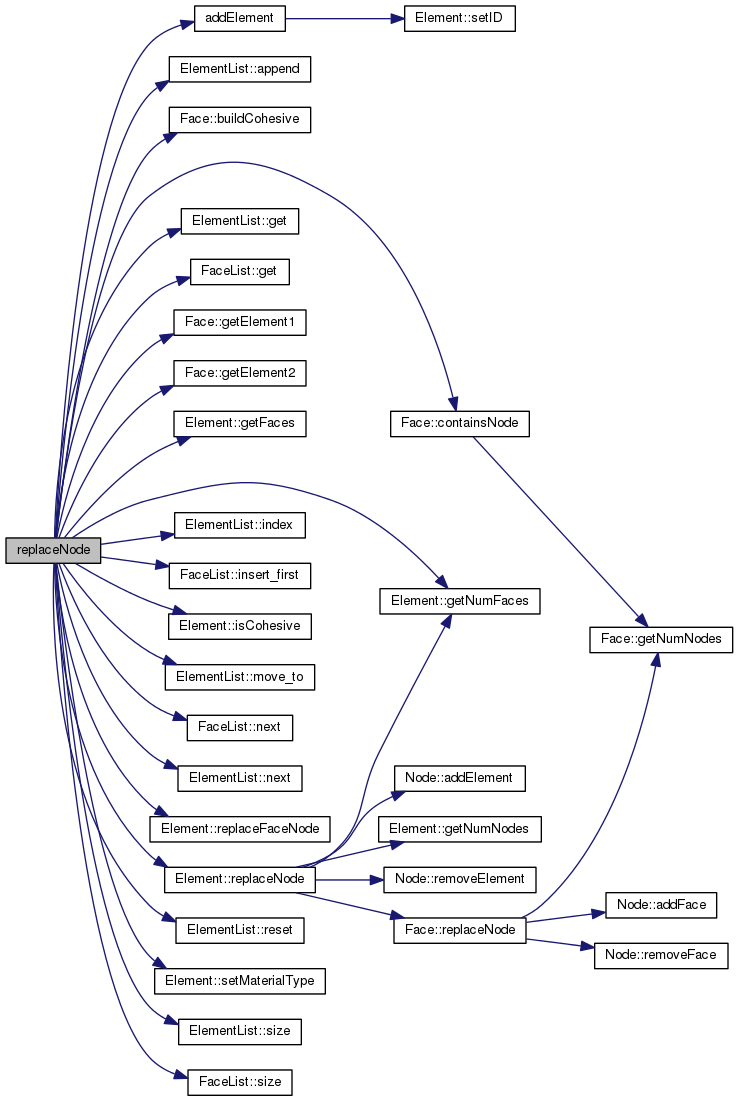 addElement
Element::setID
ElementList::append
Face::buildCohesive
ElementList::get
FaceList::get
Face::getElement1
Face::getElement2
Element::getFaces
Face::containsNode
ElementList::index
replaceNode
FaceList::insert_first
Element::getNumFaces
Element::isCohesive
Face::getNumNodes
ElementList::move_to
FaceList::next
ElementList::next
Node::addElement
Element::replaceFaceNode
Element::getNumNodes
Element::replaceNode
Node::removeElement
Node::addFace
ElementList::reset
Face::replaceNode
Node::removeFace
Element::setMaterialType
ElementList::size
FaceList::size